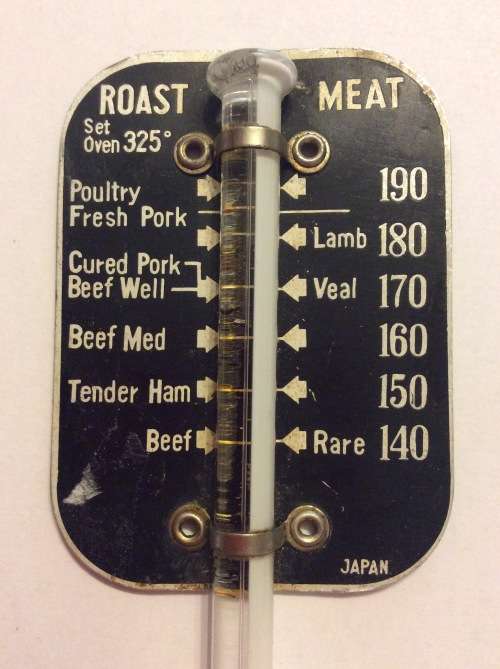 ROAST MEAT
Set
Oven 325°
Poultry 190
Fresh Pork
Lamb 180
Cured Pork
Beef Well Veal 170
Beef Med 160
Tender Ham 150
Beef Rare 140
JAPAN